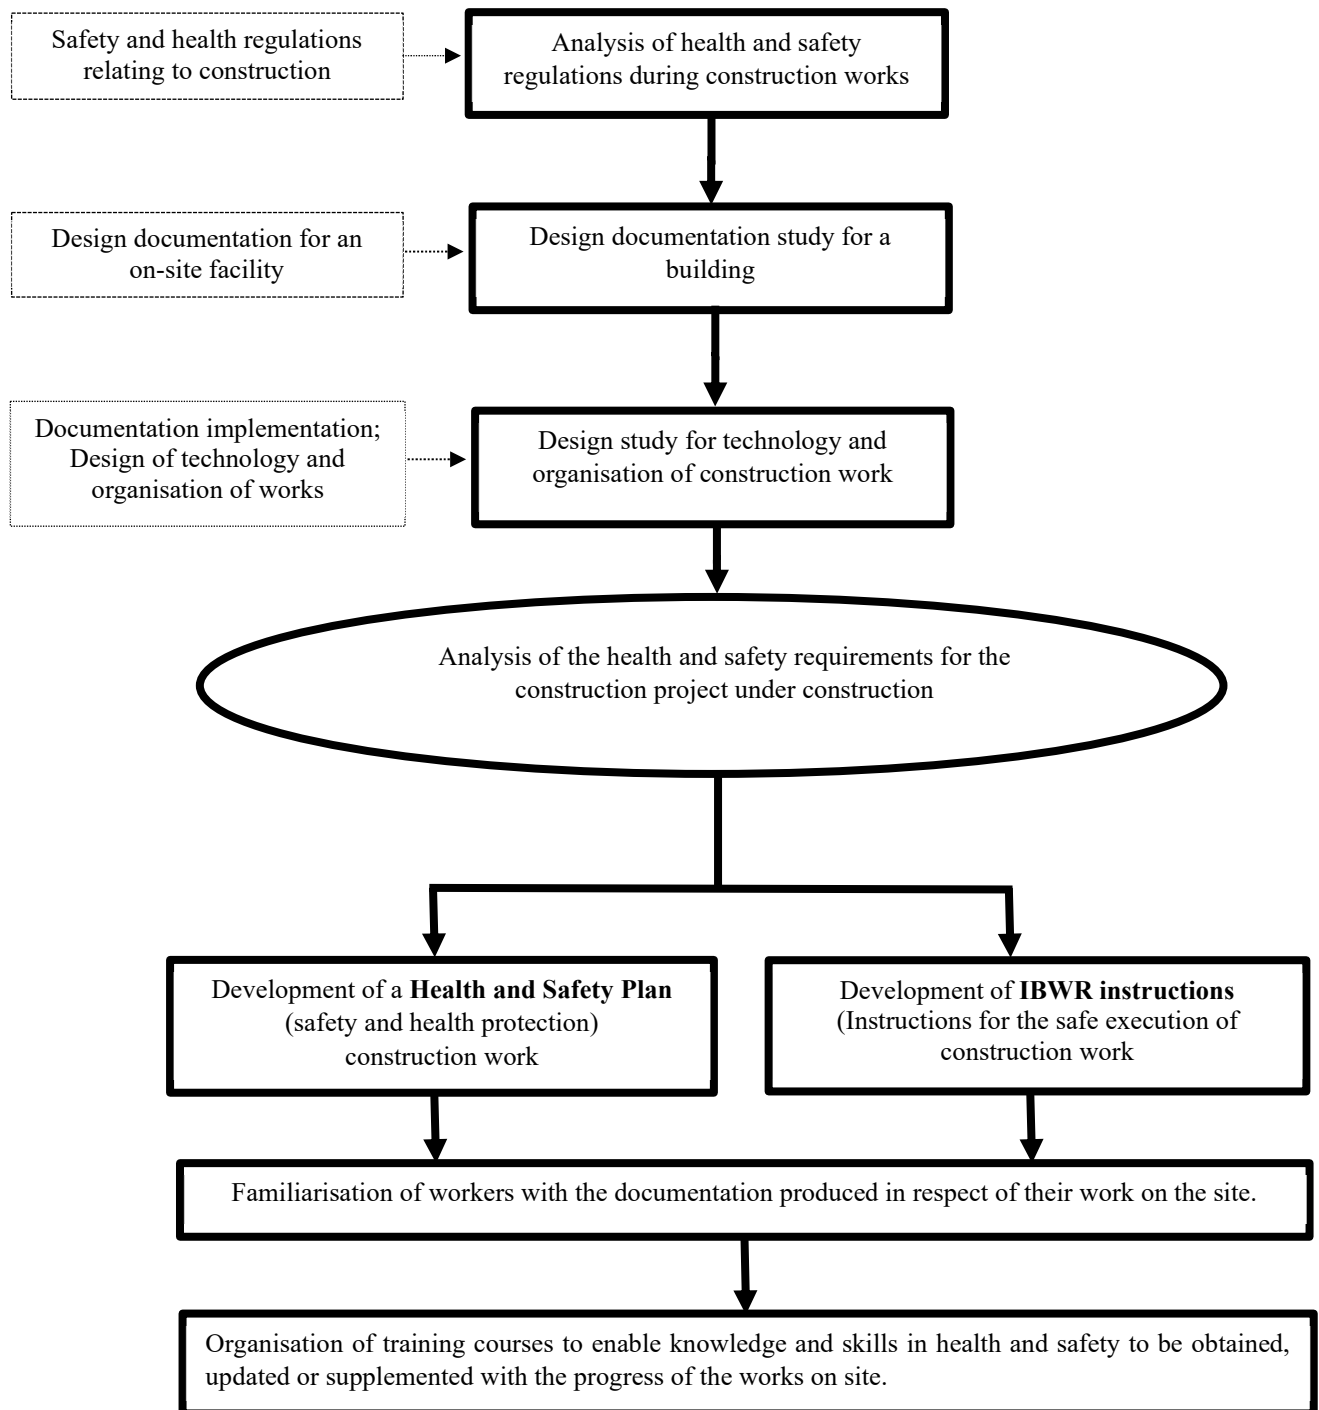 Safety and health regulations
relating to construction
Analysis of health and safety
regulations during construction works
Design documentation for an
on-site facility
Design documentation study for a
building
Documentation implementation;
Design of technology and
organisation of works
Design study for technology and
organisation of construction work
Analysis of the health and safety requirements for the
construction project under construction
Development of a Health and Safety Plan
(safety and health protection)
construction work
Development of IBWR instructions
(Instructions for the safe execution of
construction work
Familiarisation of workers with the documentation produced in respect of their work on the site.
Organisation of training courses to enable knowledge and skills in health and safety to be obtained,
updated or supplemented with the progress of the works on site.